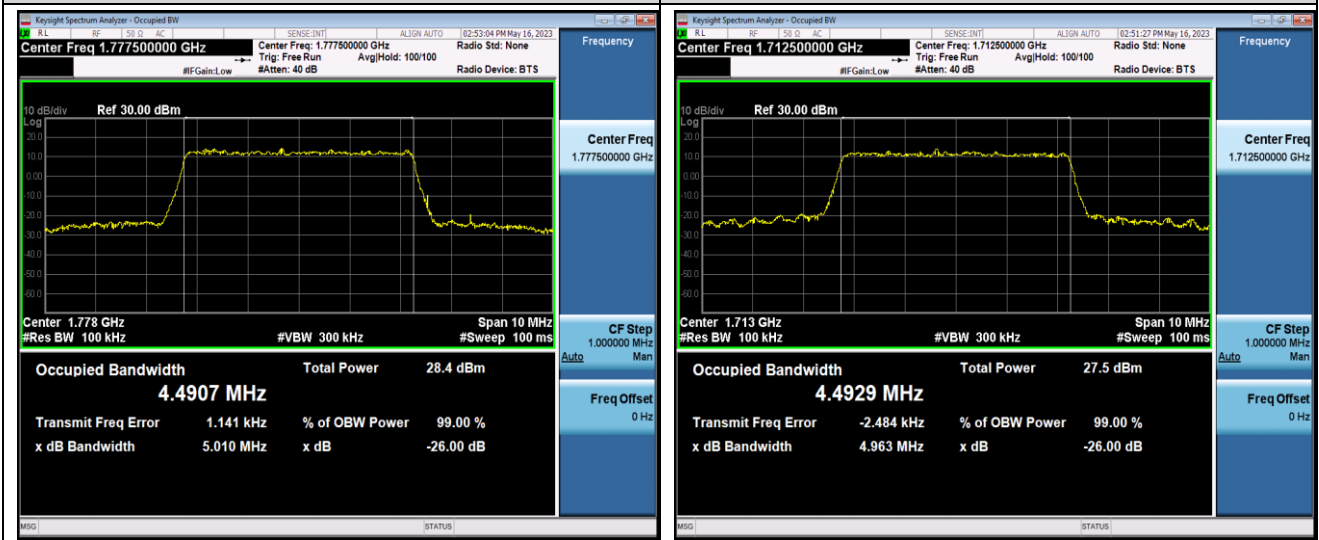 Keysight Spectrum Analyzer - Occupied BW
RL RF 50 Ω AC SENSE:INT ALIGN AUTO 02:53:04 PM May 16, 2023
Center Freq 1.777500000 GHz
Center Freq: 1.777500000 GHz
Radio Std: None
Trig: Free Run Avg|Hold: 100/100
#IFGain:Low #Atten: 40 dB
Radio Device: BTS
10 dB/div Ref 30.00 dBm
Log
20.0
10.0
0.00
-10.0
-20.0
-30.0
-40.0
-50.0
-60.0
Center 1.778 GHz Span 10 MHz
#Res BW 100 kHz #VBW 300 kHz #Sweep 100 ms
Occupied Bandwidth Total Power 28.4 dBm
4.4907 MHz
Transmit Freq Error 1.141 kHz % of OBW Power 99.00 %
x dB Bandwidth 5.010 MHz x dB -26.00 dB
MSG STATUS
Frequency
Center Freq
1.777500000 GHz
CF Step
1.000000 MHz
Auto Man
Freq Offset
0 Hz
Keysight Spectrum Analyzer - Occupied BW
RL RF 50 Ω AC SENSE:INT ALIGN AUTO 02:51:27 PM May 16, 2023
Center Freq 1.712500000 GHz
Center Freq: 1.712500000 GHz
Radio Std: None
Trig: Free Run Avg|Hold: 100/100
#IFGain:Low #Atten: 40 dB
Radio Device: BTS
10 dB/div Ref 30.00 dBm
Log
20.0
10.0
0.00
-10.0
-20.0
-30.0
-40.0
-50.0
-60.0
Center 1.713 GHz Span 10 MHz
#Res BW 100 kHz #VBW 300 kHz #Sweep 100 ms
Occupied Bandwidth Total Power 27.5 dBm
4.4929 MHz
Transmit Freq Error -2.484 kHz % of OBW Power 99.00 %
x dB Bandwidth 4.963 MHz x dB -26.00 dB
MSG STATUS
Frequency
Center Freq
1.712500000 GHz
CF Step
1.000000 MHz
Auto Man
Freq Offset
0 Hz